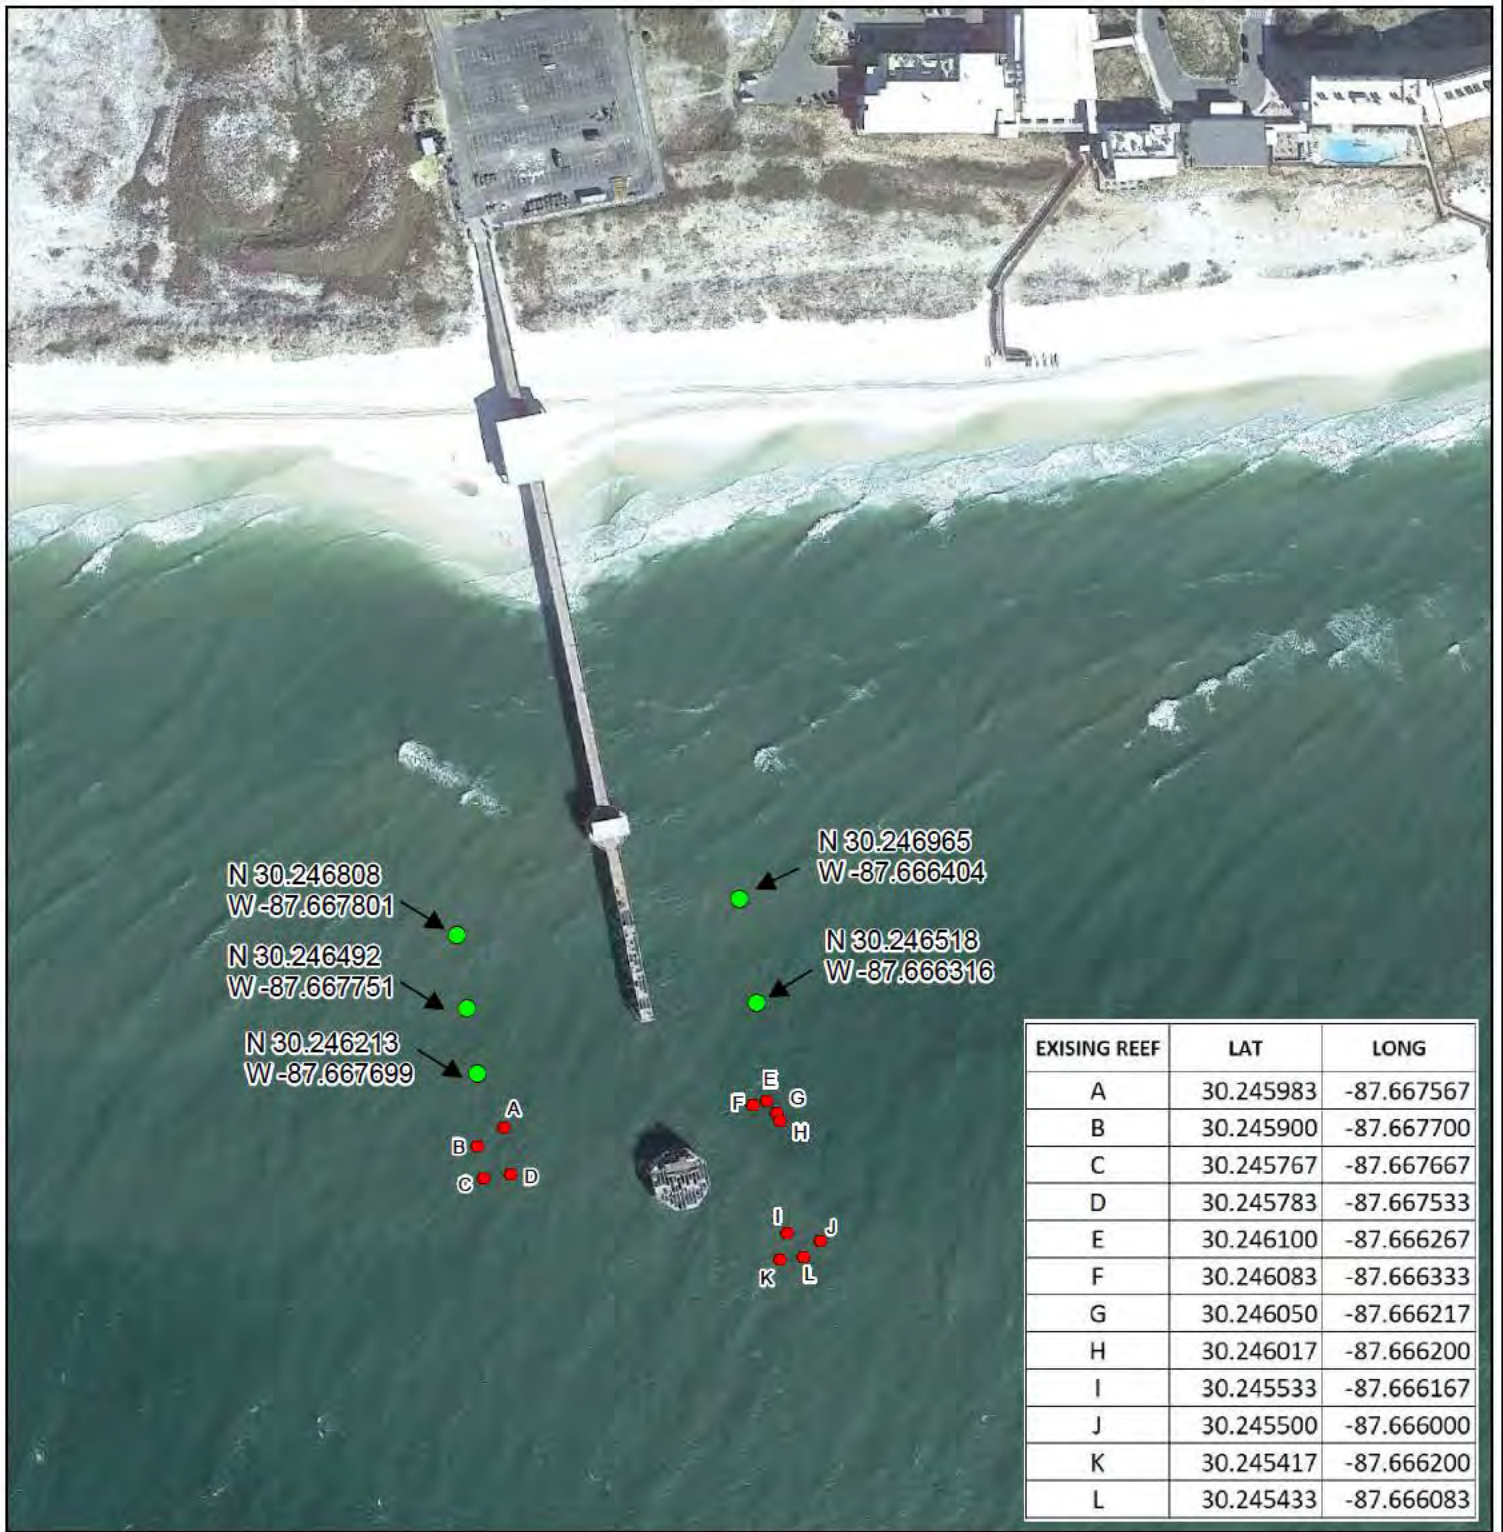 N 30.246965
W -87.666404
N 30.246808
W -87.667801
N 30.246518
W -87.666316
N 30.246492
W -87.667751
N 30.246213
W -87.667699
E
F
G
H
A
B
C
D
I
J
K
L
EXISING REEF LAT LONG
A 30.245983 -87.667567
B 30.245900 -87.667700
C 30.245767 -87.667667
D 30.245783 -87.667533
E 30.246100 -87.666267
F 30.246083 -87.666333
G 30.246050 -87.666217
H 30.246017 -87.666200
I 30.245533 -87.666167
J 30.245500 -87.666000
K 30.245417 -87.666200
L 30.245433 -87.666083